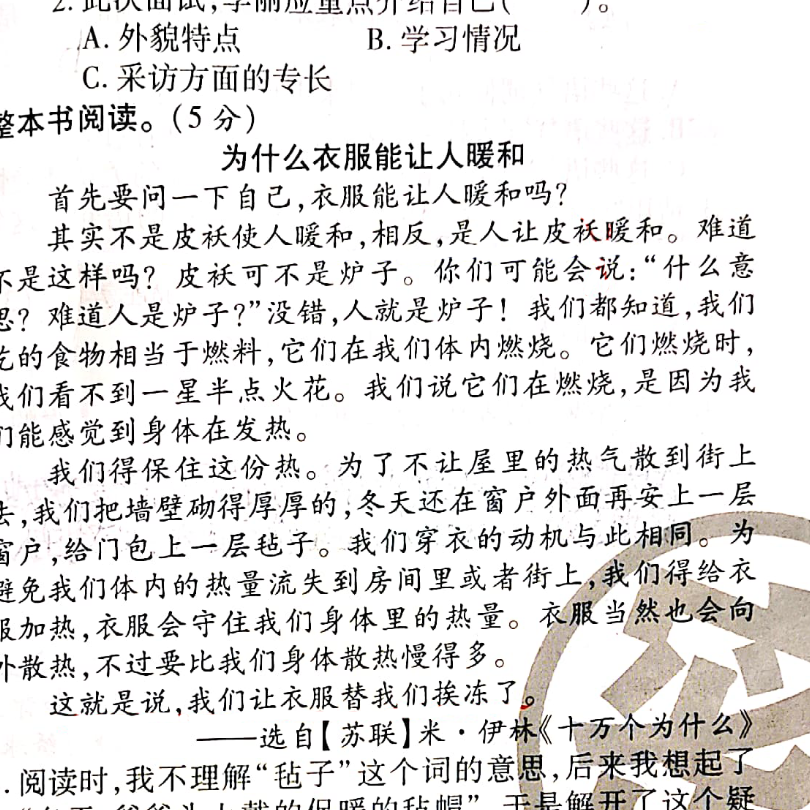 2. 此次面试,李丽应重点介绍自己(　　)。
A. 外貌特点　　B. 学习情况
C. 采访方面的专长
整本书阅读。(5分)
为什么衣服能让人暖和
首先要问一下自己,衣服能让人暖和吗?
其实不是皮袄使人暖和,相反,是人让皮袄暖和。难道
不是这样吗? 皮袄可不是炉子。你们可能会说:“什么意
思? 难道人是炉子?”没错,人就是炉子! 我们都知道,我们
吃的食物相当于燃料,它们在我们体内燃烧。它们燃烧时,
我们看不到一星半点火花。我们说它们在燃烧,是因为我
们能感觉到身体在发热。
我们得保住这份热。为了不让屋里的热气散到街上
去,我们把墙壁砌得厚厚的,冬天还在窗户外面再安上一层
窗户,给门包上一层毡子。我们穿衣的动机与此相同。为
避免我们体内的热量流失到房间里或者街上,我们得给衣
服加热,衣服会守住我们身体里的热量。衣服当然也会向
外散热,不过要比我们身体散热慢得多。
这就是说,我们让衣服替我们挨冻了。
——选自【苏联】米·伊林《十万个为什么》
.阅读时,我不理解“毡子”这个词的意思,后来我想起了
头上戴的保暖的毡帽”,于是解开了这个疑